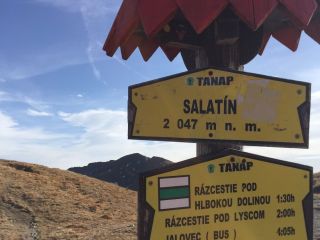 TANAP
SALATÍN
2 047 m n. m.
TANAP
RÁZCESTIE POD
HLBOKOU DOLINOU 1:30h
RÁZCESTIE POD LYSCOM 2:00h
JALOVEC ( BUS ) 4:05h